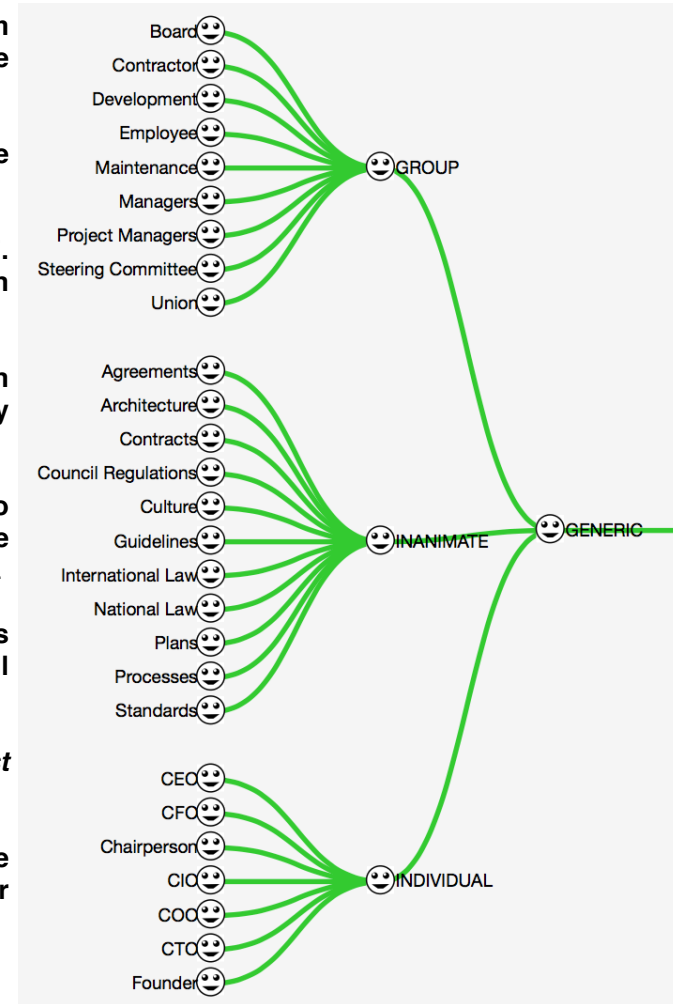 Board
Contractor
Development
Employee
Maintenance
GROUP
Managers
Project Managers
Steering Committee
Union
Agreements
Architecture
Contracts
Council Regulations
Culture
GENERIC
Guidelines
INANIMATE
International Law
National Law
Plans
Processes
Standards
CEO
CFO
Chairperson
CIO
INDIVIDUAL
COO
CTO
Founder